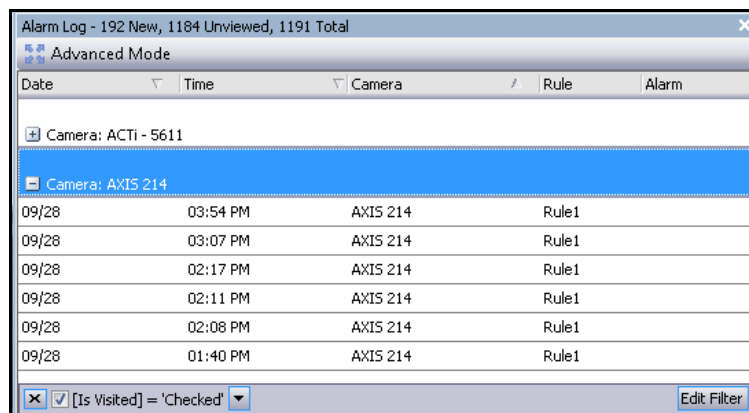 Alarm Log - 192 New, 1184 Unviewed, 1191 Total
Advanced Mode
Date Time Camera Rule Alarm
Camera: ACTi - 5611
Camera: AXIS 214
09/28 03:54 PM AXIS 214 Rule1
09/28 03:07 PM AXIS 214 Rule1
09/28 02:17 PM AXIS 214 Rule1
09/28 02:11 PM AXIS 214 Rule1
09/28 02:08 PM AXIS 214 Rule1
09/28 01:40 PM AXIS 214 Rule1
[Is Visited] = 'Checked' Edit Filter